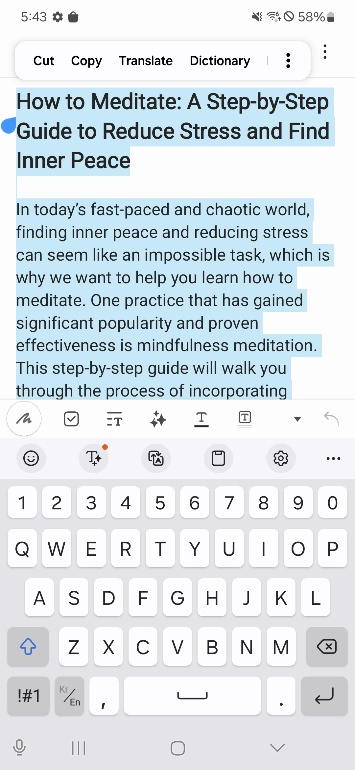 5:43 58%
Cut Copy Translate Dictionary
How to Meditate: A Step-by-Step
Guide to Reduce Stress and Find
Inner Peace
In today's fast-paced and chaotic world,
finding inner peace and reducing stress
can seem like an impossible task, which is
why we want to help you learn how to
meditate. One practice that has gained
significant popularity and proven
effectiveness is mindfulness meditation.
This step-by-step guide will walk you
through the process of incorporating
T T T
T
1 2 3 4 5 6 7 8 9 0
Q W E R T Y U I O P
A S D F G H J K L
Z X C V B N M
!#1 , .